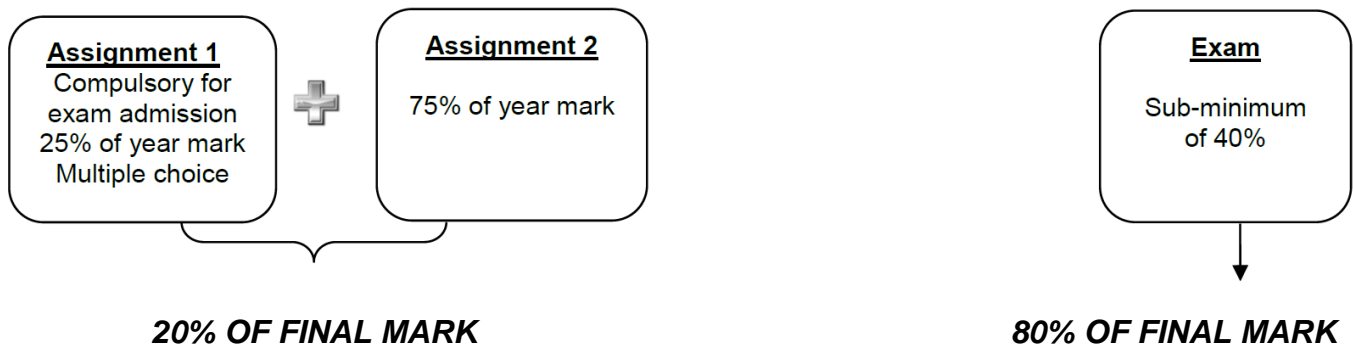 Assignment 1
Compulsory for
exam admission
25% of year mark
Multiple choice
Assignment 2
75% of year mark
Exam
Sub-minimum
of 40%
20% OF FINAL MARK
80% OF FINAL MARK